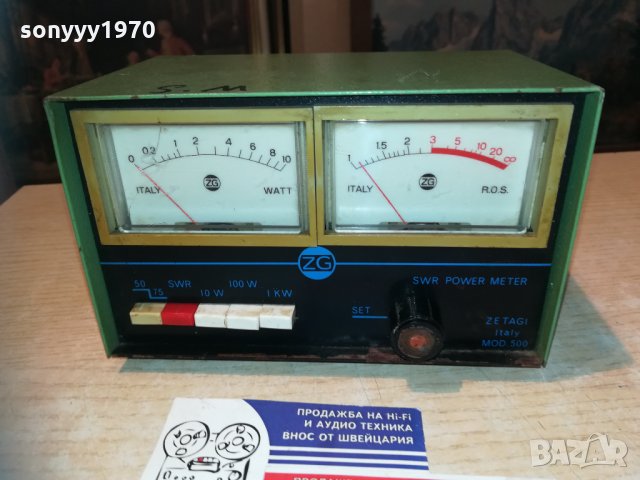 sonyyy1970
S M
0 0.3 1 2 4 6 8 10
ITALY ZG WATT
1 1.5 2 3 5 10 20 ∞
ITALY ZG R.O.S.
ZG
50 SWR 100 W
75 10 W 1 KW
SWR POWER METER
SET
ZETAGI
Italy
MOD.500
ПРОДАЖБА НА Hi-Fi
И АУДИО ТЕХНИКА
ВНОС ОТ ШВЕЙЦАРИЯ
BAZAR